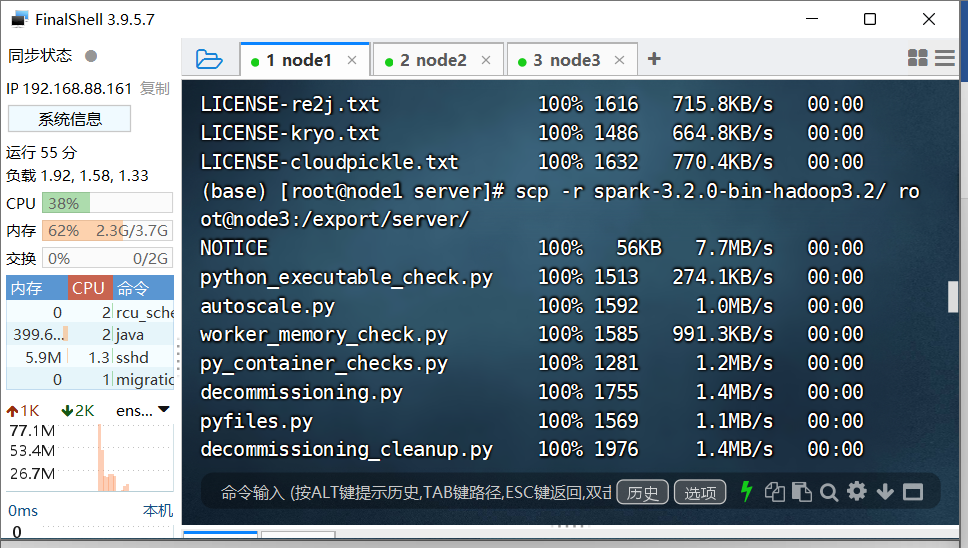 FinalShell 3.9.5.7
同步状态
IP 192.168.88.161 复制
系统信息
运行 55 分
负载 1.92, 1.58, 1.33
CPU 38%
内存 62% 2.3G/3.7G
交换 0% 0/2G
内存 CPU 命令
0 2 rcu_sche
399.6... 2 java
5.9M 1.3 sshd
0 1 migratic
1K 2K ens...
77.1M
53.4M
26.7M
0ms 本机
0
1 node1
2 node2
3 node3
LICENSE-re2j.txt 100% 1616 715.8KB/s 00:00
LICENSE-kryo.txt 100% 1486 664.8KB/s 00:00
LICENSE-cloudpickle.txt 100% 1632 770.4KB/s 00:00
(base) [root@node1 server]# scp -r spark-3.2.0-bin-hadoop3.2/ ro
ot@node3:/export/server/
NOTICE 100% 56KB 7.7MB/s 00:00
python_executable_check.py 100% 1513 274.1KB/s 00:00
autoscale.py 100% 1592 1.0MB/s 00:00
worker_memory_check.py 100% 1585 991.3KB/s 00:00
py_container_checks.py 100% 1281 1.2MB/s 00:00
decommissioning.py 100% 1755 1.4MB/s 00:00
pyfiles.py 100% 1569 1.1MB/s 00:00
decommissioning_cleanup.py 100% 1976 1.4MB/s 00:00
命令输入 (按ALT键提示历史,TAB键路径,ESC键返回,双击 历史 选项